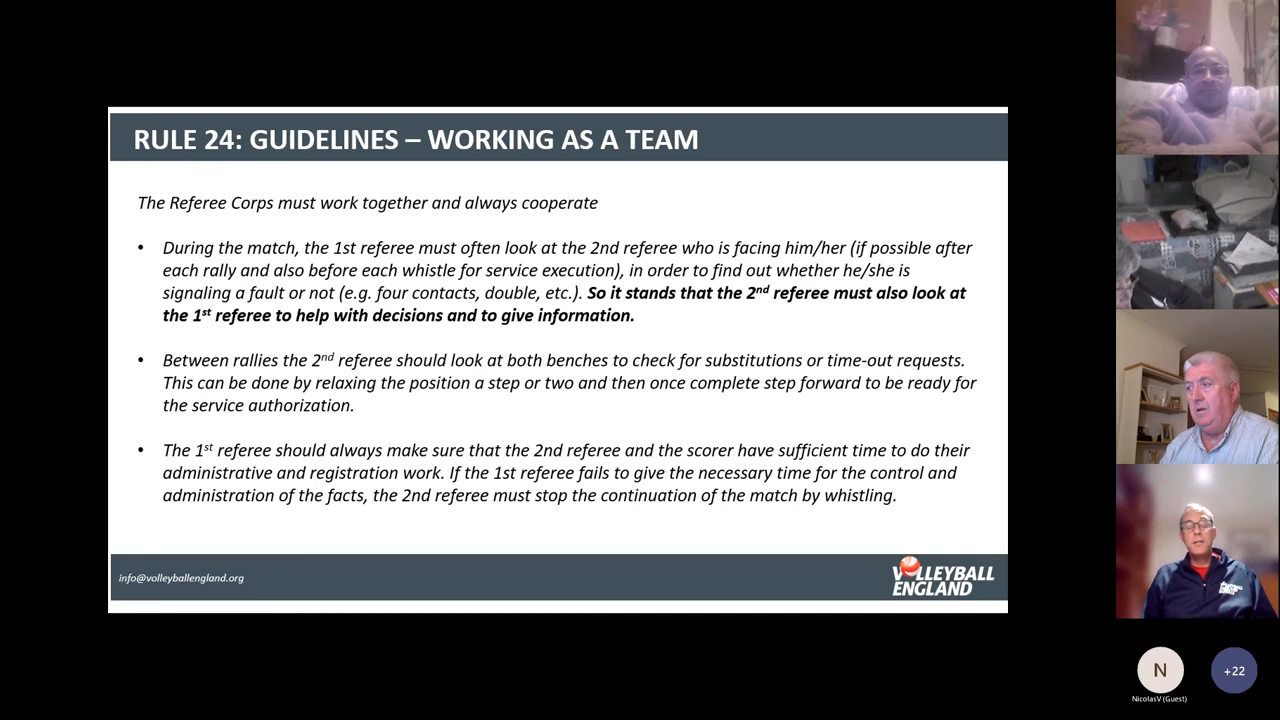 RULE 24: GUIDELINES – WORKING AS A TEAM
The Referee Corps must work together and always cooperate
• During the match, the 1st referee must often look at the 2nd referee who is facing him/her (if possible after
each rally and also before each whistle for service execution), in order to find out whether he/she is
signaling a fault or not (e.g. four contacts, double, etc.). So it stands that the 2nd referee must also look at
the 1st referee to help with decisions and to give information.
• Between rallies the 2nd referee should look at both benches to check for substitutions or time-out requests.
This can be done by relaxing the position a step or two and then once complete step forward to be ready for
the service authorization.
• The 1st referee should always make sure that the 2nd referee and the scorer have sufficient time to do their
administrative and registration work. If the 1st referee fails to give the necessary time for the control and
administration of the facts, the 2nd referee must stop the continuation of the match by whistling.
info@volleyballengland.org
VOLLEYBALL
ENGLAND
N
+22
NicolasV (Guest)